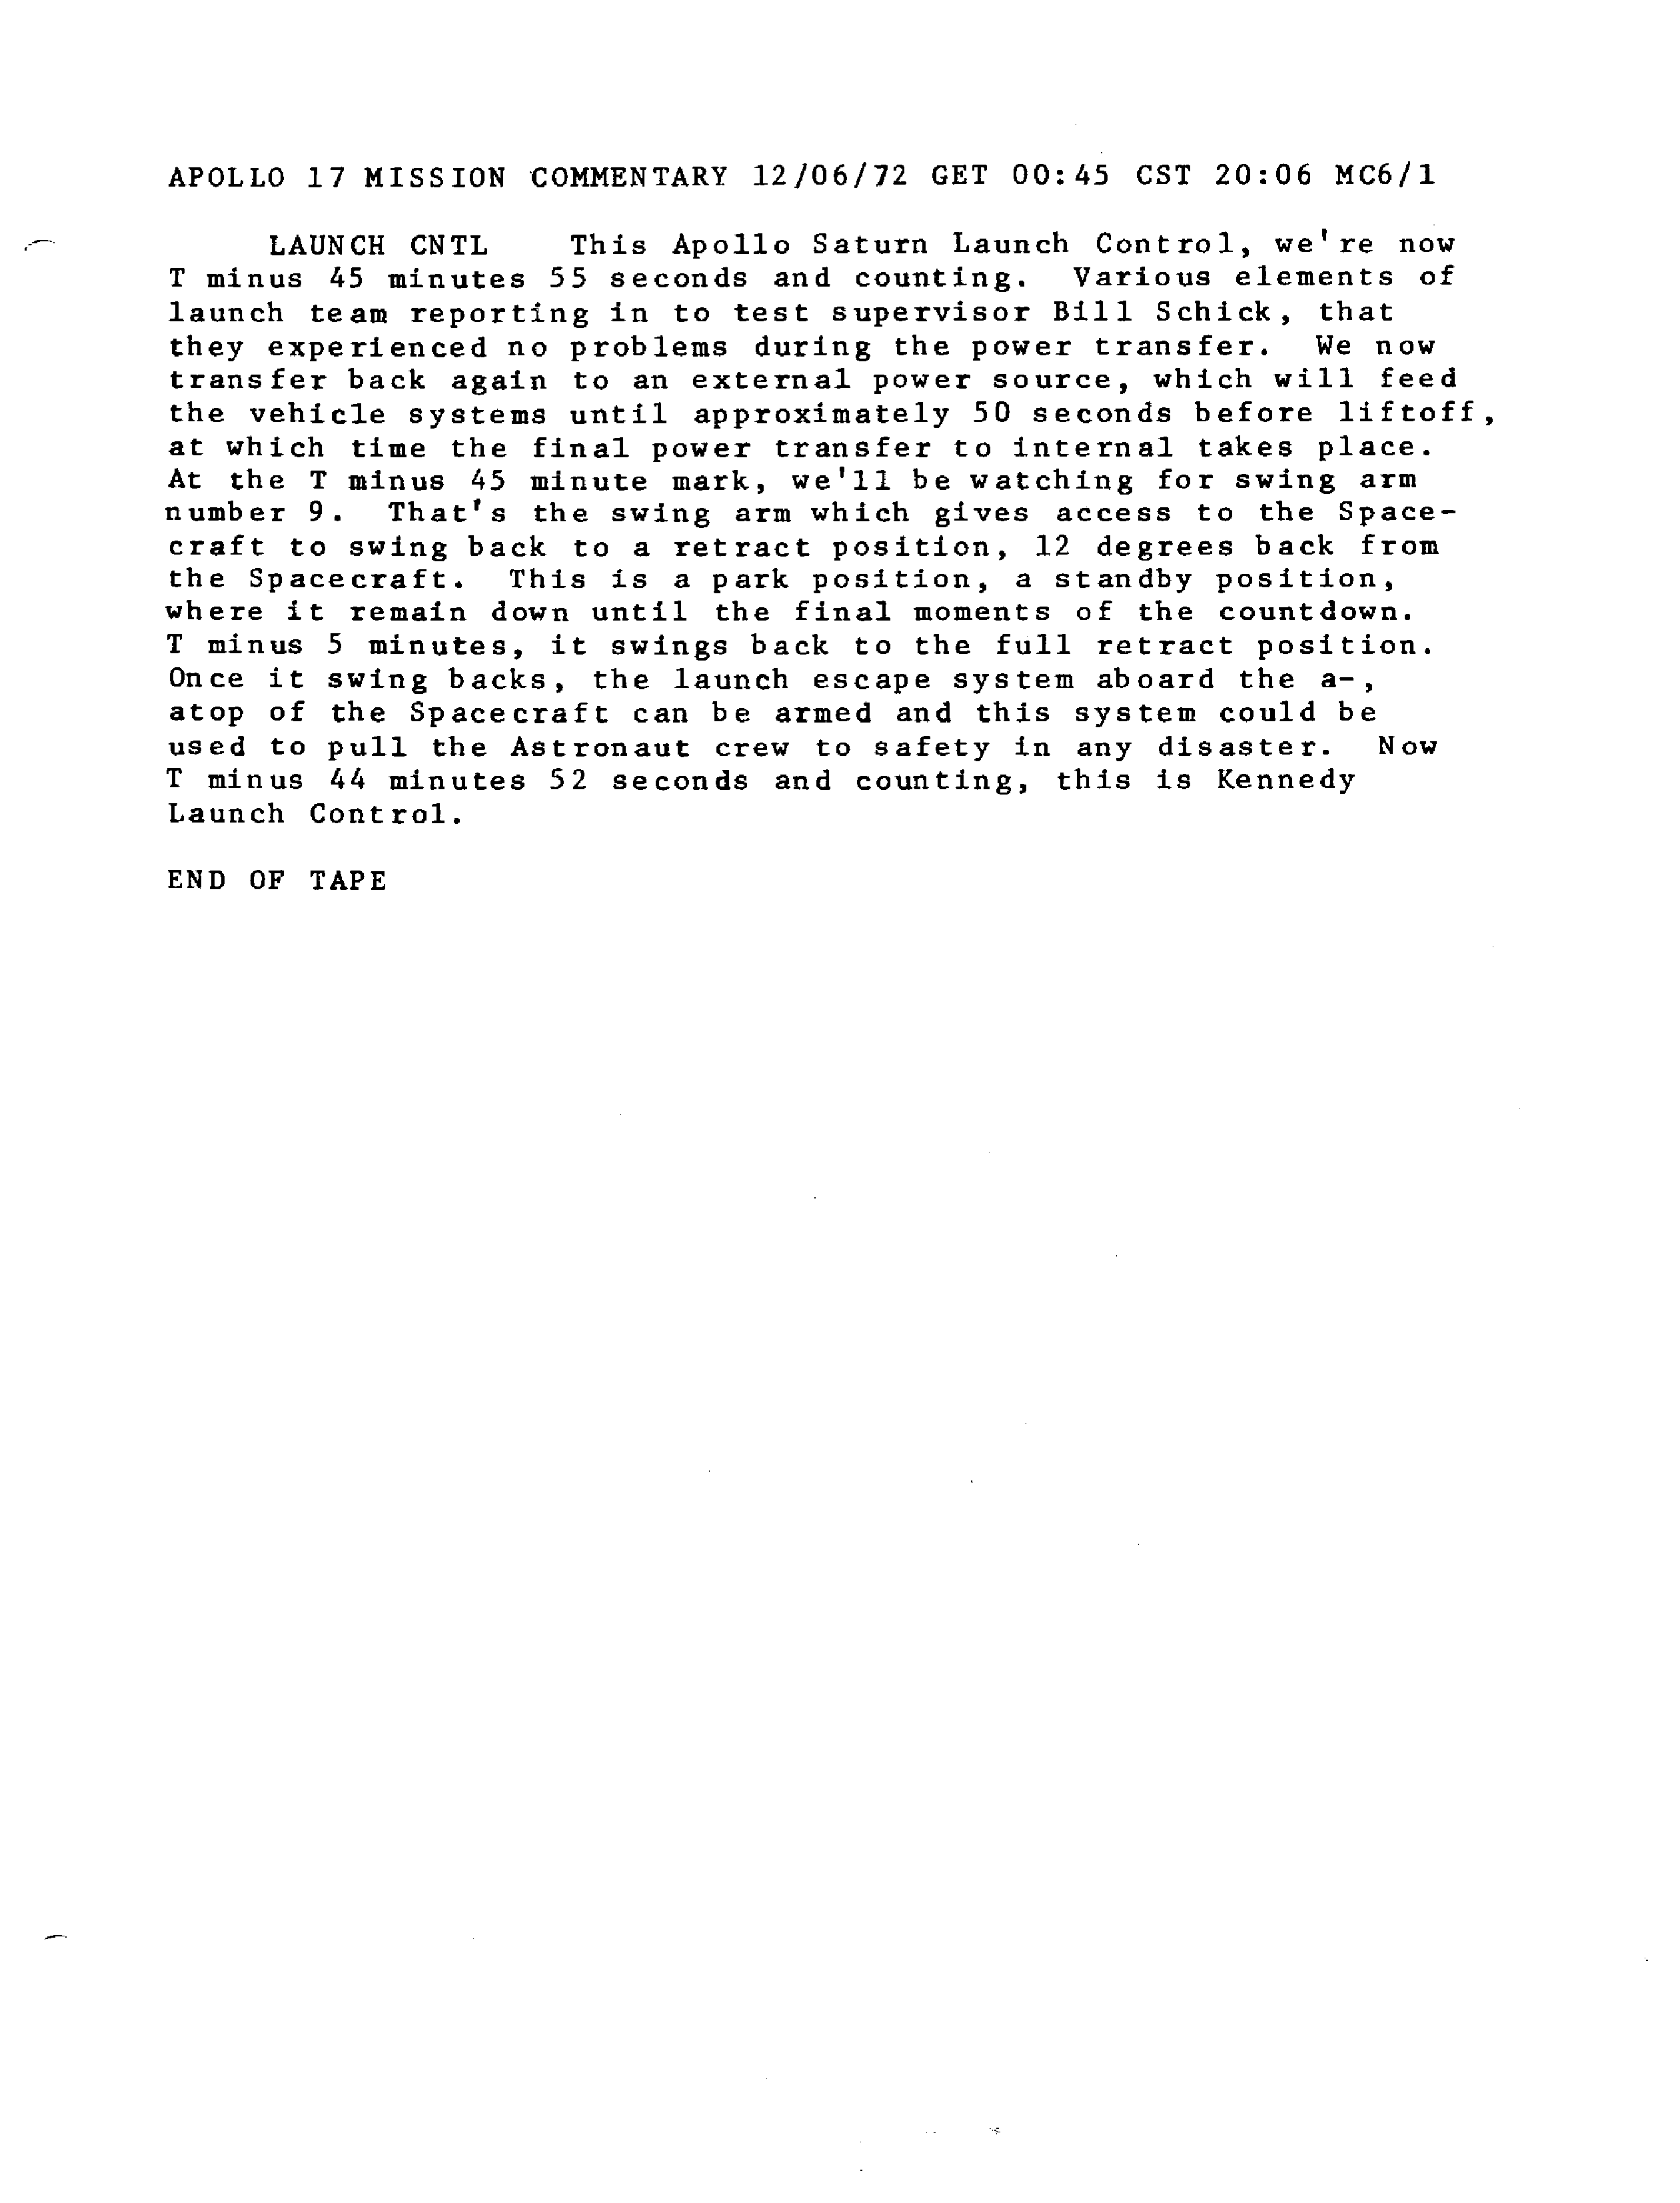 APOLLO 17 MISSION COMMENTARY 12/06/72 GET 00:45 CST 20:06 MC6/1
LAUNCH CNTL This Apollo Saturn Launch Control, we're now
T minus 45 minutes 55 seconds and counting. Various elements of
launch team reporting in to test supervisor Bill Schick, that
they experienced no problems during the power transfer. We now
transfer back again to an external power source, which will feed
the vehicle systems until approximately 50 seconds before liftoff,
at which time the final power transfer to internal takes place.
At the T minus 45 minute mark, we'll be watching for swing arm
number 9. That's the swing arm which gives access to the Space-
craft to swing back to a retract position, 12 degrees back from
the Spacecraft. This is a park position, a standby position,
where it remain down until the final moments of the countdown.
T minus 5 minutes, it swings back to the full retract position.
Once it swing backs, the launch escape system aboard the a-,
atop of the Spacecraft can be armed and this system could be
used to pull the Astronaut crew to safety in any disaster. Now
T minus 44 minutes 52 seconds and counting, this is Kennedy
Launch Control.
END OF TAPE